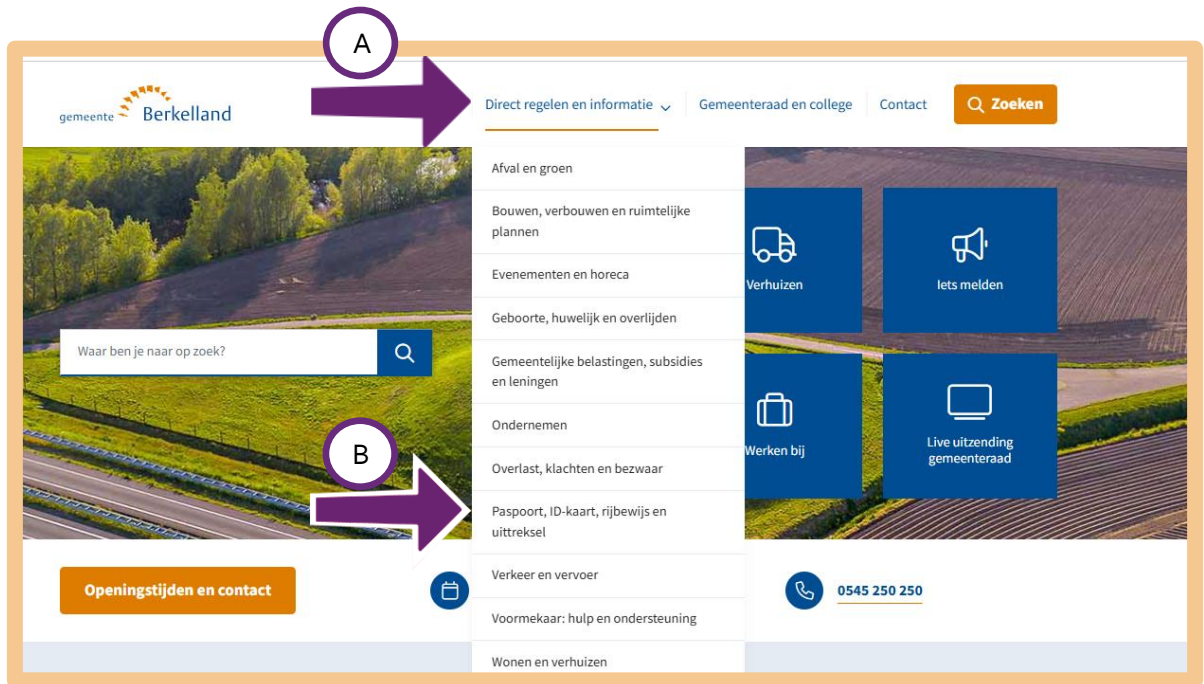 A
gemeente Berkelland
Direct regelen en informatie
Gemeenteraad en college
Contact
Zoeken
Afval en groen
Bouwen, verbouwen en ruimtelijke
plannen
Evenementen en horeca
Geboorte, huwelijk en overlijden
Gemeentelijke belastingen, subsidies
en leningen
Ondernemen
Overlast, klachten en bezwaar
Paspoort, ID-kaart, rijbewijs en
uittreksel
Verkeer en vervoer
Voormekaar: hulp en ondersteuning
Wonen en verhuizen
Waar ben je naar op zoek?
B
Verhuizen
Iets melden
Werken bij
Live uitzending
gemeenteraad
Openingstijden en contact
0545 250 250